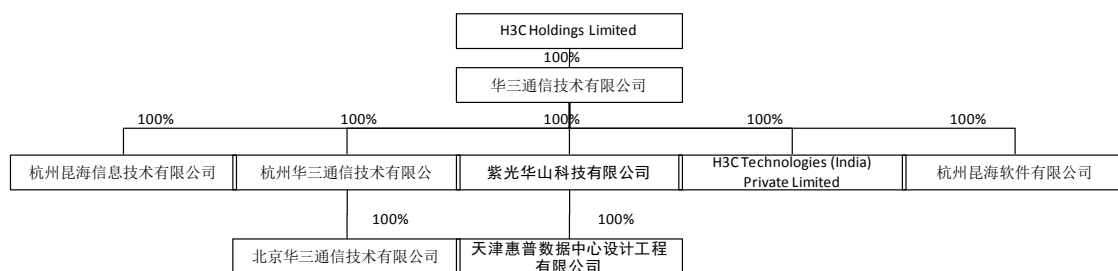 H3C Holdings Limited
100%
华三通信技术有限公司
100% 100% 100% 100% 100%
杭州昆海信息技术有限公司
杭州华三通信技术有限公
紫光华山科技有限公司
H3C Technologies (India)
Private Limited
杭州昆海软件有限公司
100% 100%
北京华三通信技术有限公司
天津惠普数据中心设计工程
有限公司